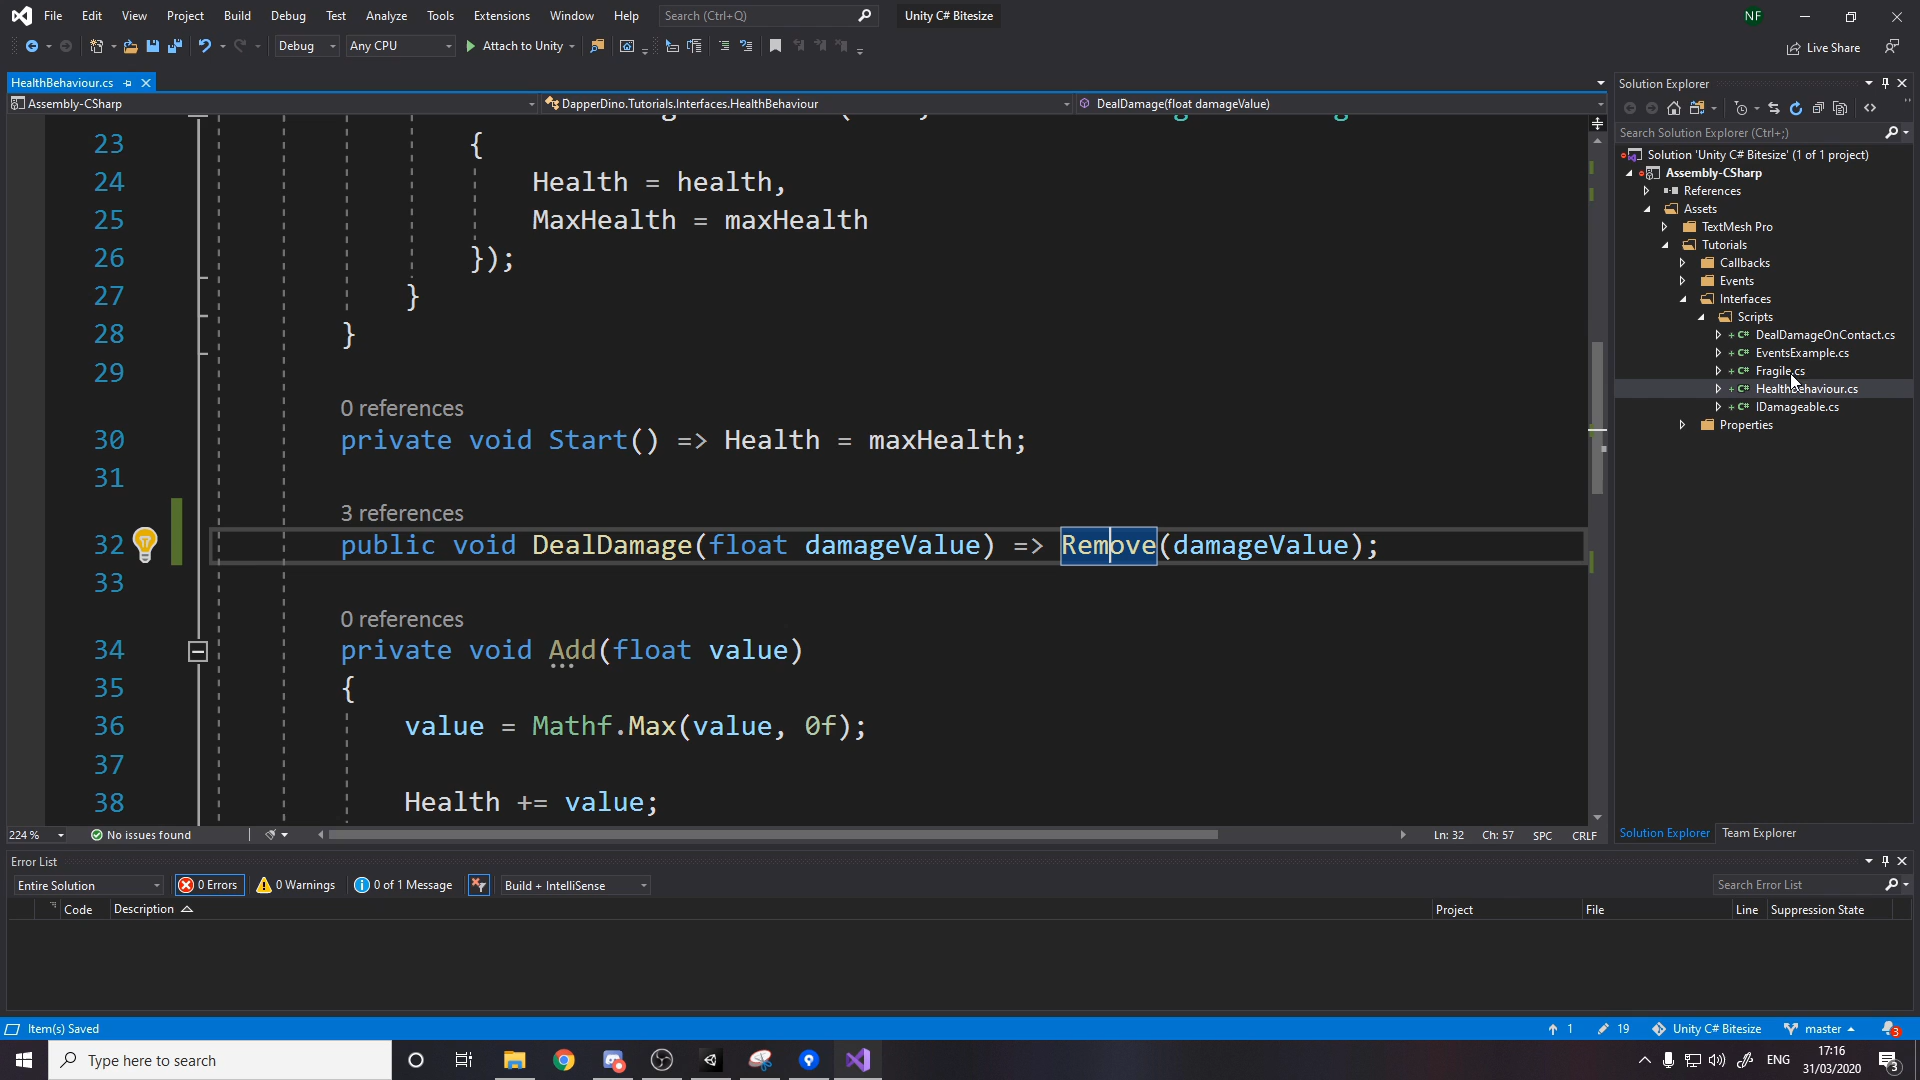 File Edit View Project Build Debug Test Analyze Tools Extensions Window Help Search (Ctrl+Q) Unity C# Bitesize NF
Debug Any CPU Attach to Unity Live Share
HealthBehaviour.cs
Assembly-CSharp DapperDino.Tutorials.Interfaces.HealthBehaviour DealDamage(float damageValue)
23 {
24 Health = health,
25 MaxHealth = maxHealth
26 });
27 }
28 }
29
0 references
30 private void Start() => Health = maxHealth;
31
3 references
32 public void DealDamage(float damageValue) => Remove(damageValue);
33
0 references
34 private void Add(float value)
35 {
36 value = Mathf.Max(value, 0f);
37
38 Health += value;
224 % No issues found Ln: 32 Ch: 57 SPC CRLF
Solution Explorer
Search Solution Explorer (Ctrl+;)
Solution 'Unity C# Bitesize' (1 of 1 project)
Assembly-CSharp
References
Assets
TextMesh Pro
Tutorials
Callbacks
Events
Interfaces
Scripts
C# DealDamageOnContact.cs
C# EventsExample.cs
C# Fragile.cs
C# HealthBehaviour.cs
C# IDamageable.cs
Properties
Solution Explorer Team Explorer
Error List
Entire Solution 0 Errors 0 Warnings 0 of 1 Message Build + IntelliSense Search Error List
Code Description Project File Line Suppression State
Item(s) Saved 1 19 Unity C# Bitesize master 3
Type here to search ENG 17:16
31/03/2020 3